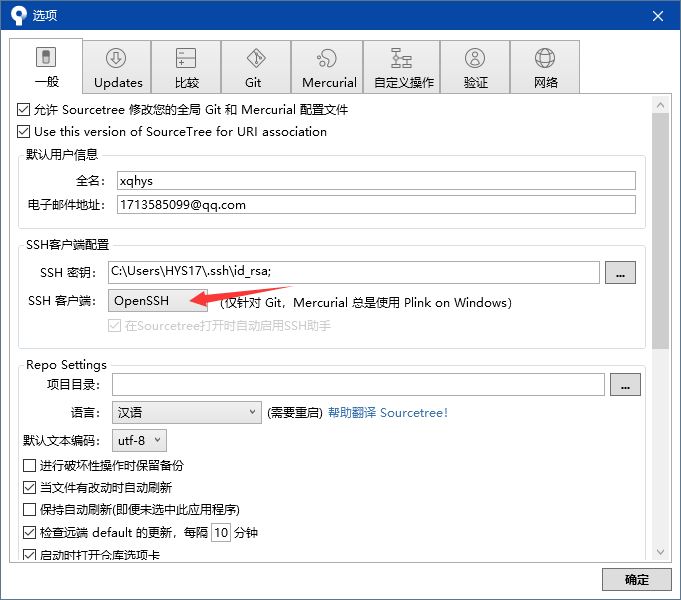 选项
一般 Updates 比较 Git Mercurial 自定义操作 验证 网络
允许 Sourcetree 修改您的全局 Git 和 Mercurial 配置文件
Use this version of SourceTree for URI association
默认用户信息
全名: xqhys
电子邮件地址: 1713585099@qq.com
SSH客户端配置
SSH 密钥: C:\Users\HYS17\.ssh\id_rsa; ...
SSH 客户端: OpenSSH (仅针对 Git, Mercurial 总是使用 Plink on Windows)
在Sourcetree打开时自动启用SSH助手
Repo Settings
项目目录: ...
语言: 汉语 (需要重启) 帮助翻译 Sourcetree!
默认文本编码: utf-8
进行破坏性操作时保留备份
当文件有改动时自动刷新
保持自动刷新(即便未选中此应用程序)
检查远端 default 的更新, 每隔 10 分钟
启动时打开仓库选项卡
确定